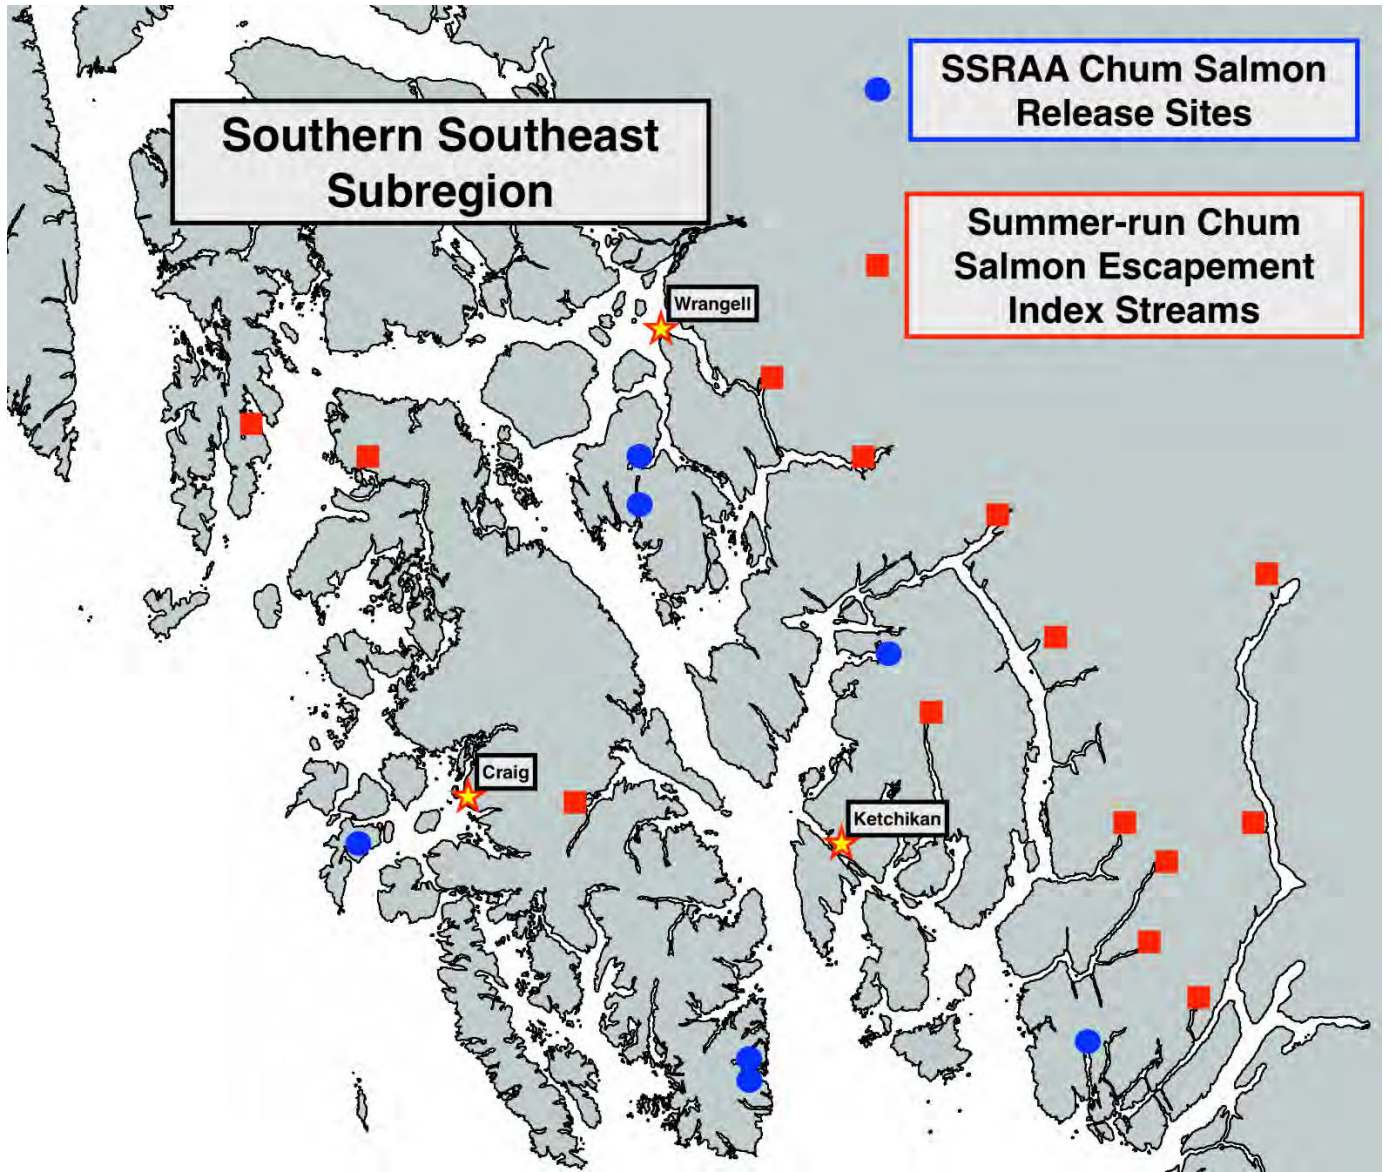 Southern Southeast
Subregion
SSRAA Chum Salmon
Release Sites
Summer-run Chum
Salmon Escapement
Index Streams
Wrangell
Craig
Ketchikan